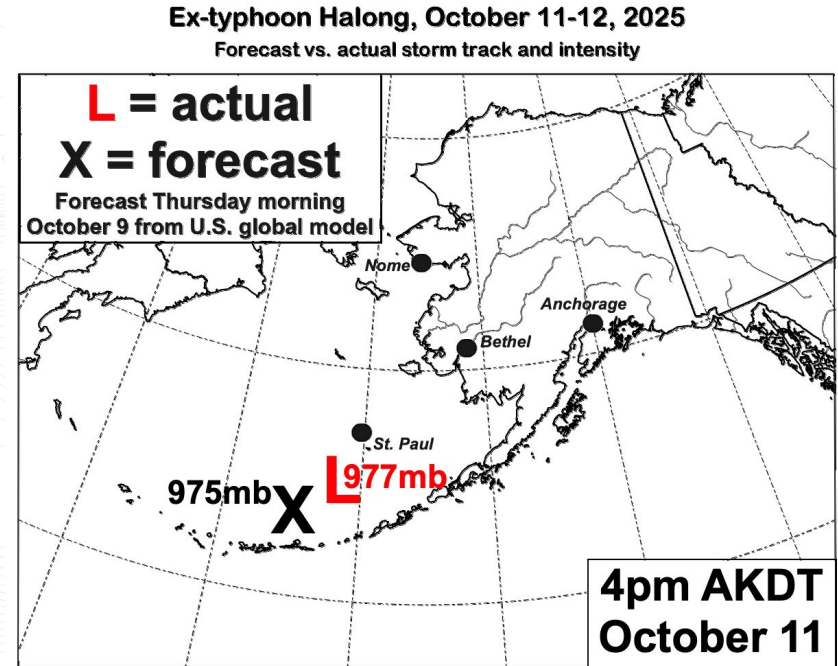 Ex-typhoon Halong, October 11-12, 2025
Forecast vs. actual storm track and intensity
L = actual
X = forecast
Forecast Thursday morning
October 9 from U.S. global model
Nome
Anchorage
Bethel
St. Paul
975mb X L 977mb
4pm AKDT
October 11